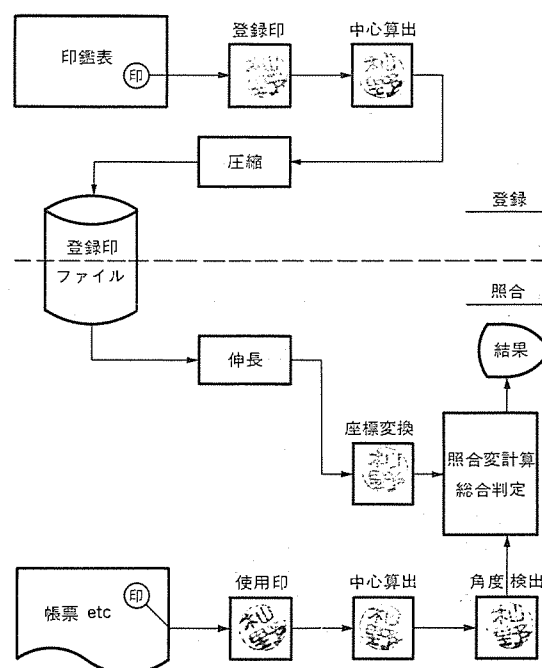 登録印 中心算出
印鑑表
印
圧縮
登録
登録印
ファイル
照合
伸長
結果
座標変換
照合変計算
総合判定
使用印 中心算出 角度検出
印
帳票 etc